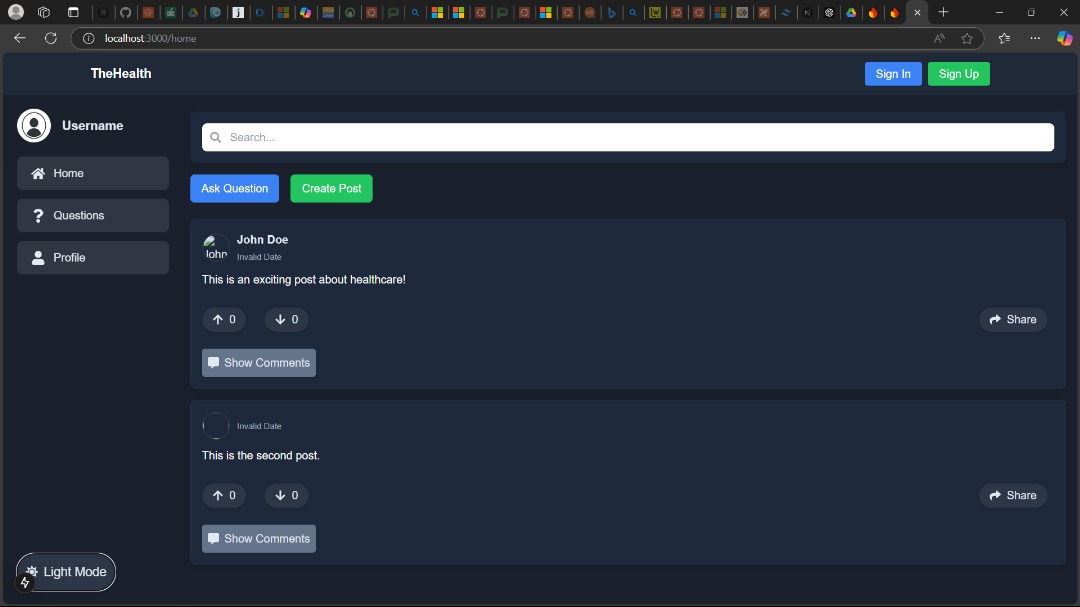 localhost:3000/home
TheHealth
Sign In
Sign Up
Username
Search...
Home
Ask Question
Create Post
Questions
Profile
John
John Doe
Invalid Date
This is an exciting post about healthcare!
0
0
Share
Show Comments
Invalid Date
This is the second post.
0
0
Share
Show Comments
Light Mode